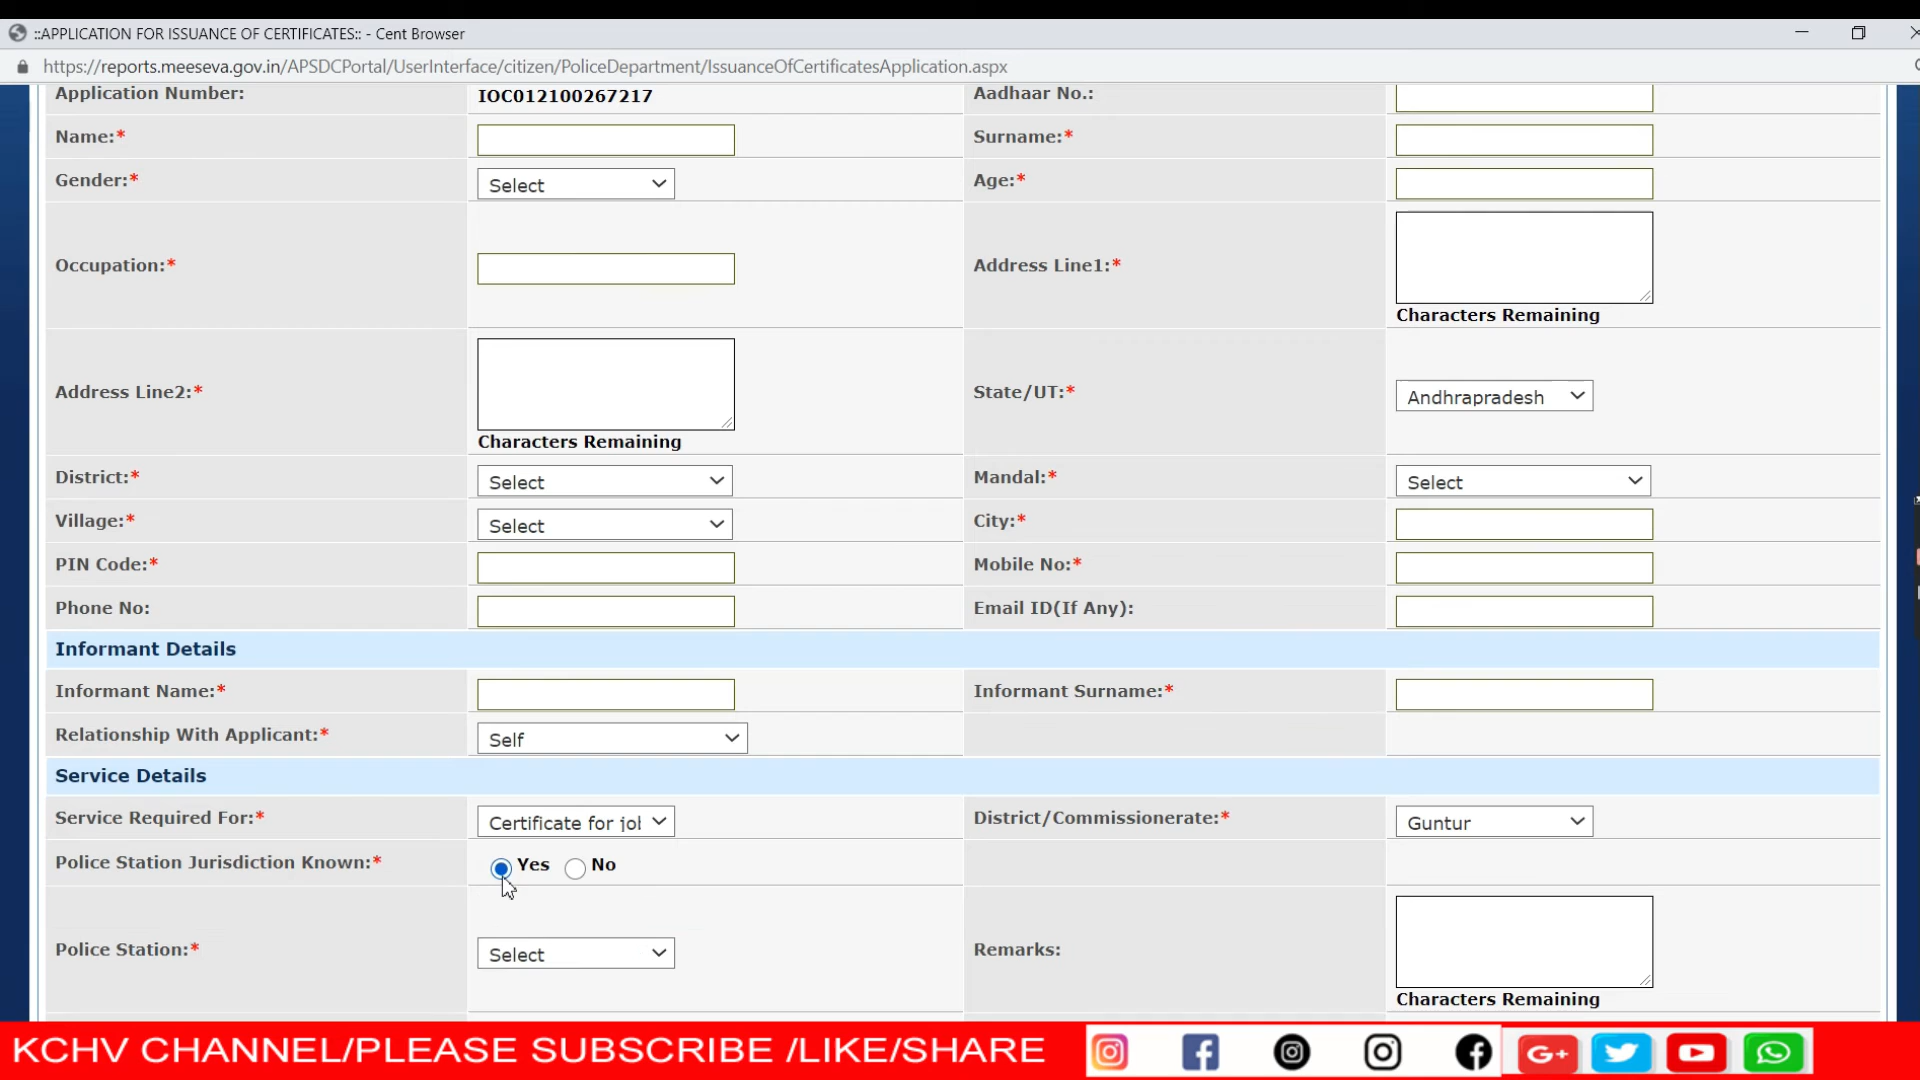 ::APPLICATION FOR ISSUANCE OF CERTIFICATES:: - Cent Browser
https://reports.meeseva.gov.in/APSDCPortal/UserInterface/citizen/PoliceDepartment/IssuanceOfCertificatesApplication.aspx
Application Number: IOC012100267217 Aadhaar No.:
Name:* Surname:*
Gender:* Select Age:*
Occupation:* Address Line1:*
Characters Remaining
Address Line2:* State/UT:* Andhrapradesh
Characters Remaining
District:* Select Mandal:* Select
Village:* Select City:*
PIN Code:* Mobile No:*
Phone No: Email ID(If Any):
Informant Details
Informant Name:* Informant Surname:*
Relationship With Applicant:* Self
Service Details
Service Required For:* Certificate for job District/Commissionerate:* Guntur
Police Station Jurisdiction Known:* Yes No
Police Station:* Select Remarks:
Characters Remaining
KCHV CHANNEL/PLEASE SUBSCRIBE /LIKE/SHARE